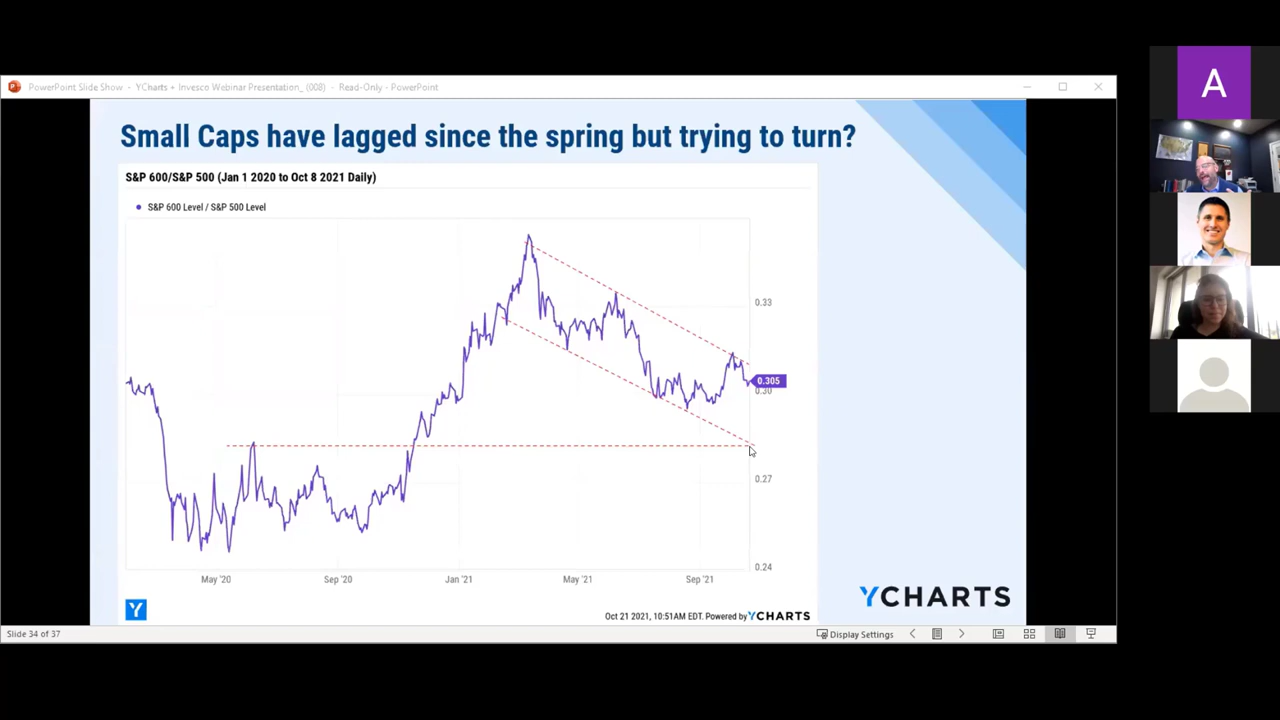 PowerPoint Slide Show - YCharts + Invesco Webinar Presentation_ (008) - Read-Only - PowerPoint
A
Small Caps have lagged since the spring but trying to turn?
S&P 600/S&P 500 (Jan 1 2020 to Oct 8 2021 Daily)
S&P 600 Level / S&P 500 Level
0.33
0.305
0.30
0.27
0.24
May '20
Sep '20
Jan '21
May '21
Sep '21
YCHARTS
Y
Oct 21 2021, 10:51AM EDT. Powered by YCHARTS
Slide 34 of 37
Display Settings